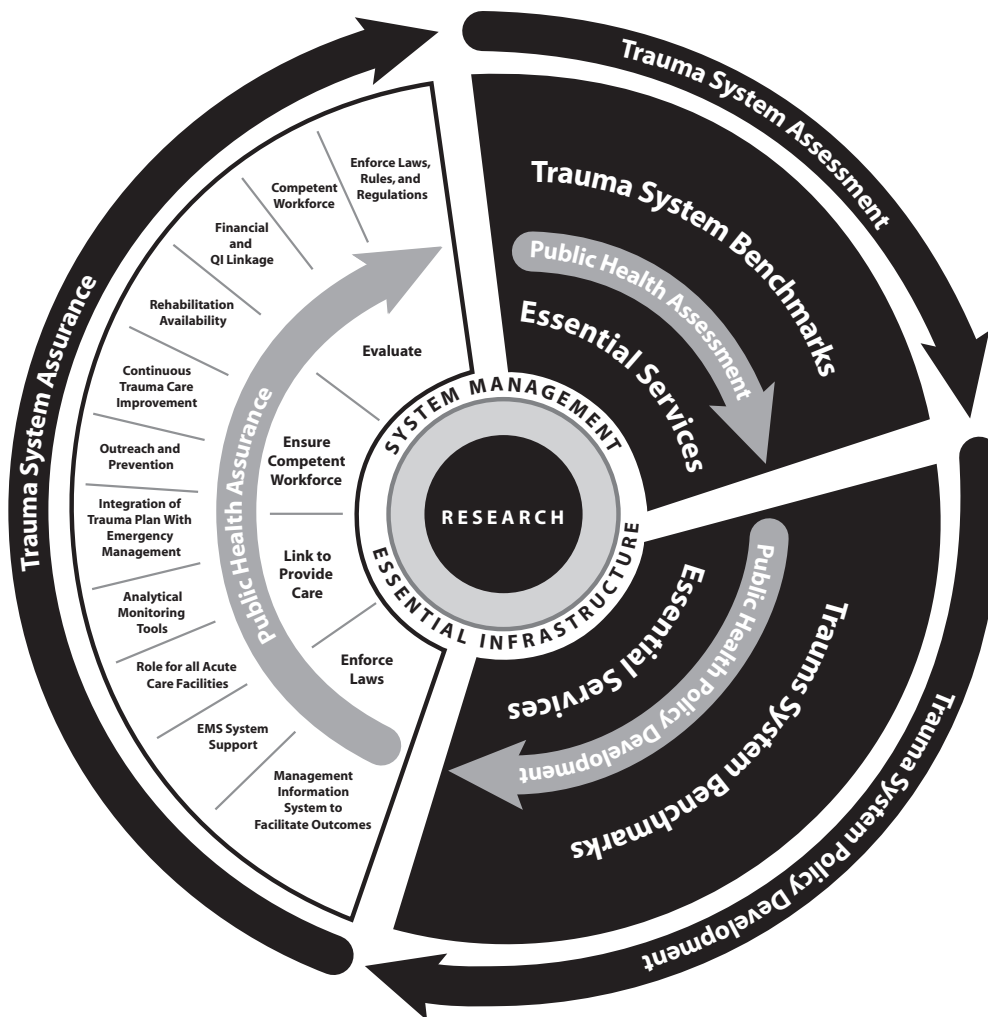 Trauma System Assessment
Trauma System Benchmarks
Public Health Assessment
Essential Services
Trauma System Policy Development
Traums System Benchmarks
Public Health Policy Development
Essential Services
Trauma System Assurance
Enforce Laws,
Rules, and
Regulations
Competent
Workforce
Financial
and
QI Linkage
Rehabilitation
Availability
Continuous
Trauma Care
Improvement
Outreach and
Prevention
Integration of
Trauma Plan With
Emergency
Management
Analytical
Monitoring
Tools
Role for all Acute
Care Facilities
EMS System
Support
Management
Information
System to
Facilitate Outcomes
Public Health Assurance
Evaluate
Ensure
Competent
Workforce
Link to
Provide
Care
Enforce
Laws
SYSTEM MANAGEMENT
RESEARCH
ESSENTIAL INFRASTRUCTURE